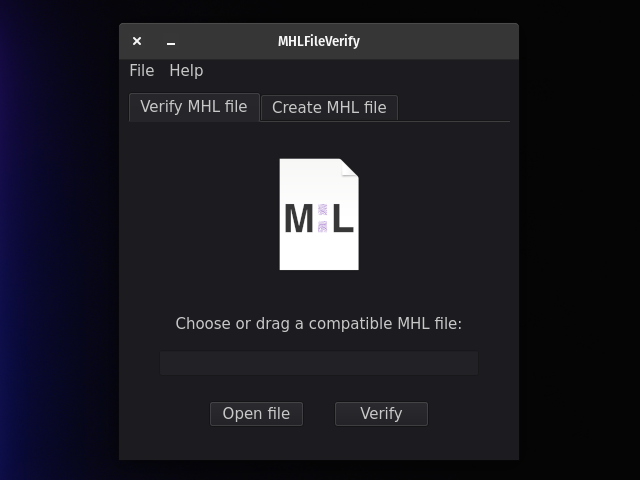 MHLFileVerify
File Help
Verify MHL file Create MHL file
M L
Choose or drag a compatible MHL file:
Open file Verify